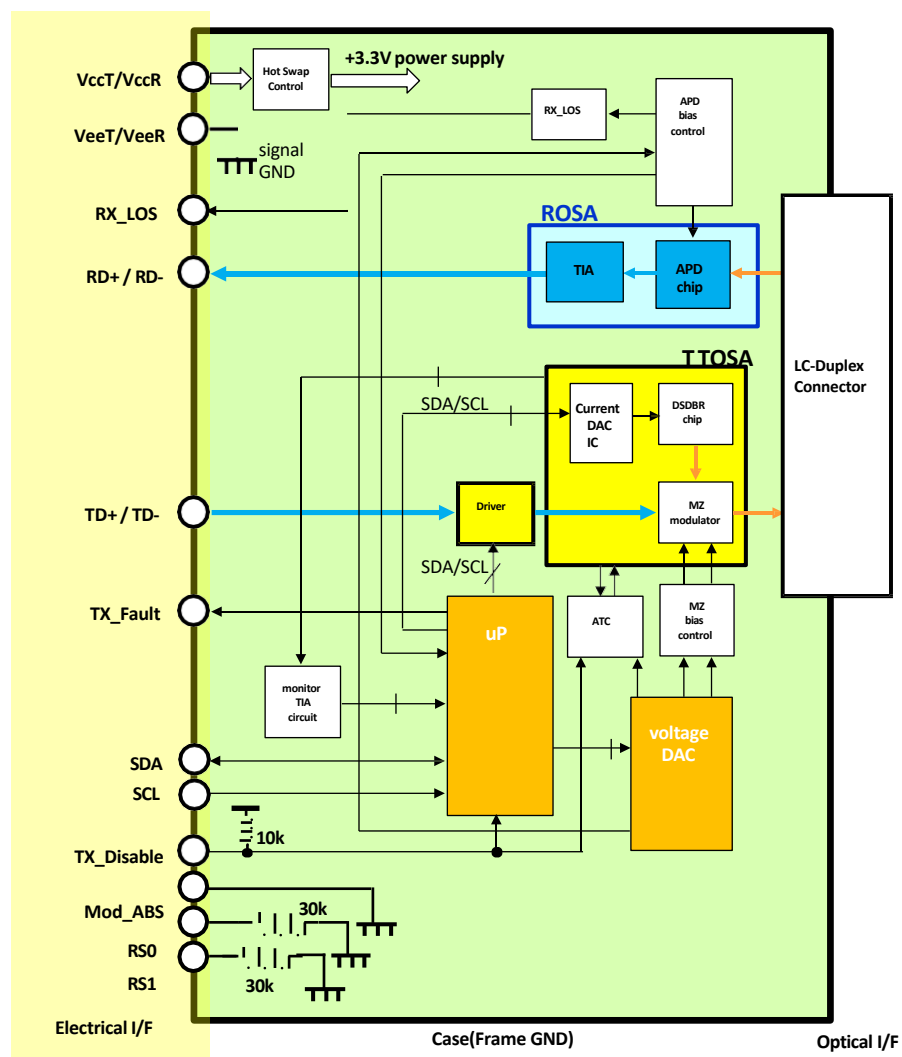 +3.3V power supply
VccT/VccR
Hot Swap
Control
RX_LOS
APD
bias
control
VeeT/VeeR
signal
GND
RX_LOS
ROSA
RD+ / RD-
TIA
APD
chip
T TOSA
LC-Duplex
Connector
SDA/SCL
Current
DAC
IC
DSDBR
chip
TD+ / TD-
Driver
MZ
modulator
SDA/SCL
TX_Fault
uP
ATC
MZ
bias
control
monitor
TIA
circuit
voltage
DAC
SDA
SCL
10k
TX_Disable
Mod_ABS
30k
RS0
30k
RS1
Electrical I/F
Case(Frame GND)
Optical I/F